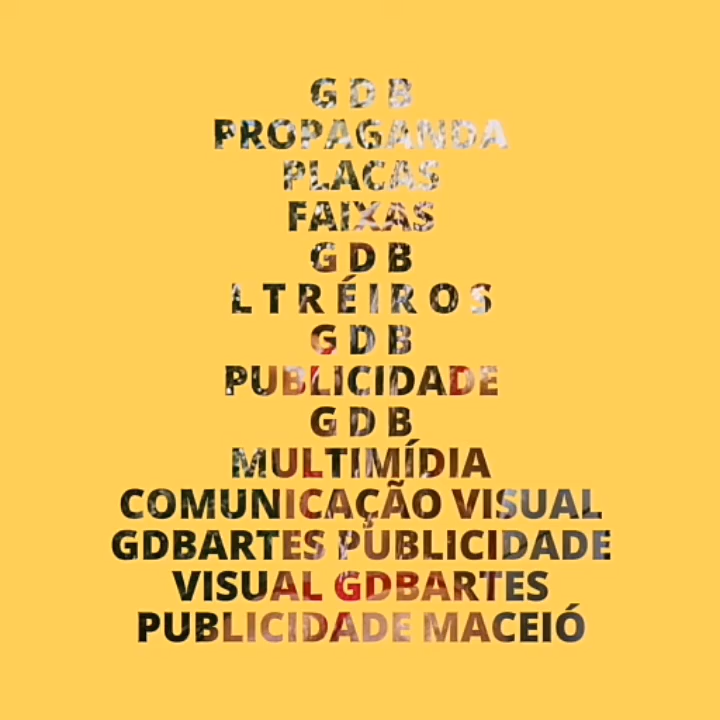 G D B
PROPAGANDA
PLACAS
FAIXAS
G D B
L T R É I R O S
G D B
PUBLICIDADE
G D B
MULTIMÍDIA
COMUNICAÇÃO VISUAL
GDBARTES PUBLICIDADE
VISUAL GDBARTES
PUBLICIDADE MACEIÓ